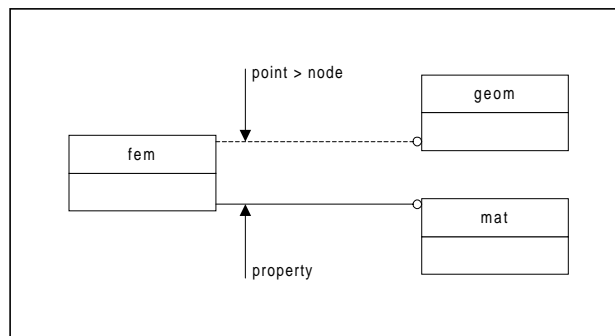 point > node
geom
fem
mat
property